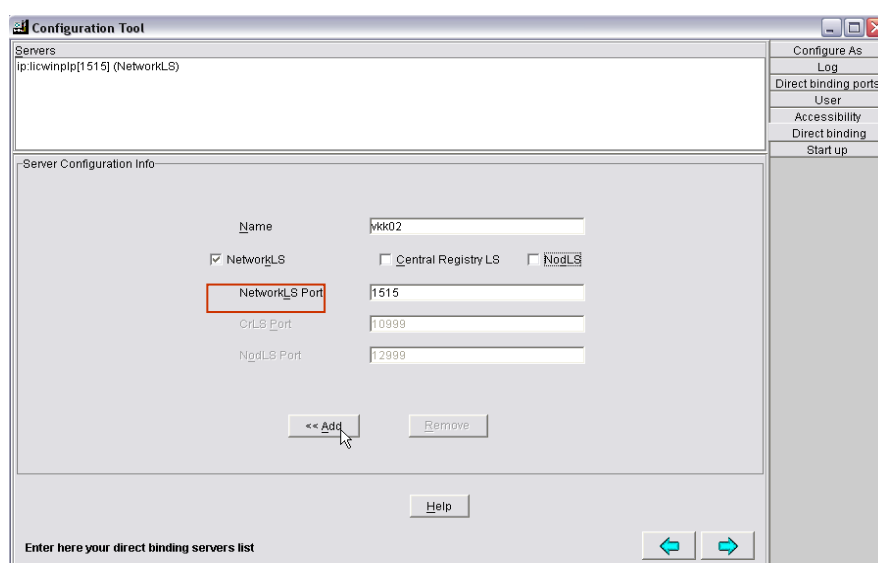 Configuration Tool
Servers
ip:licwinplp[1515] (NetworkLS)
Configure As
Log
Direct binding ports
User
Accessibility
Direct binding
Start up
Server Configuration Info
Name vkk02
NetworkLS Central Registry LS NodLS
NetworkLS Port 1515
CrLS Port 10999
NodLS Port 12999
<< Add Remove
Help
Enter here your direct binding servers list